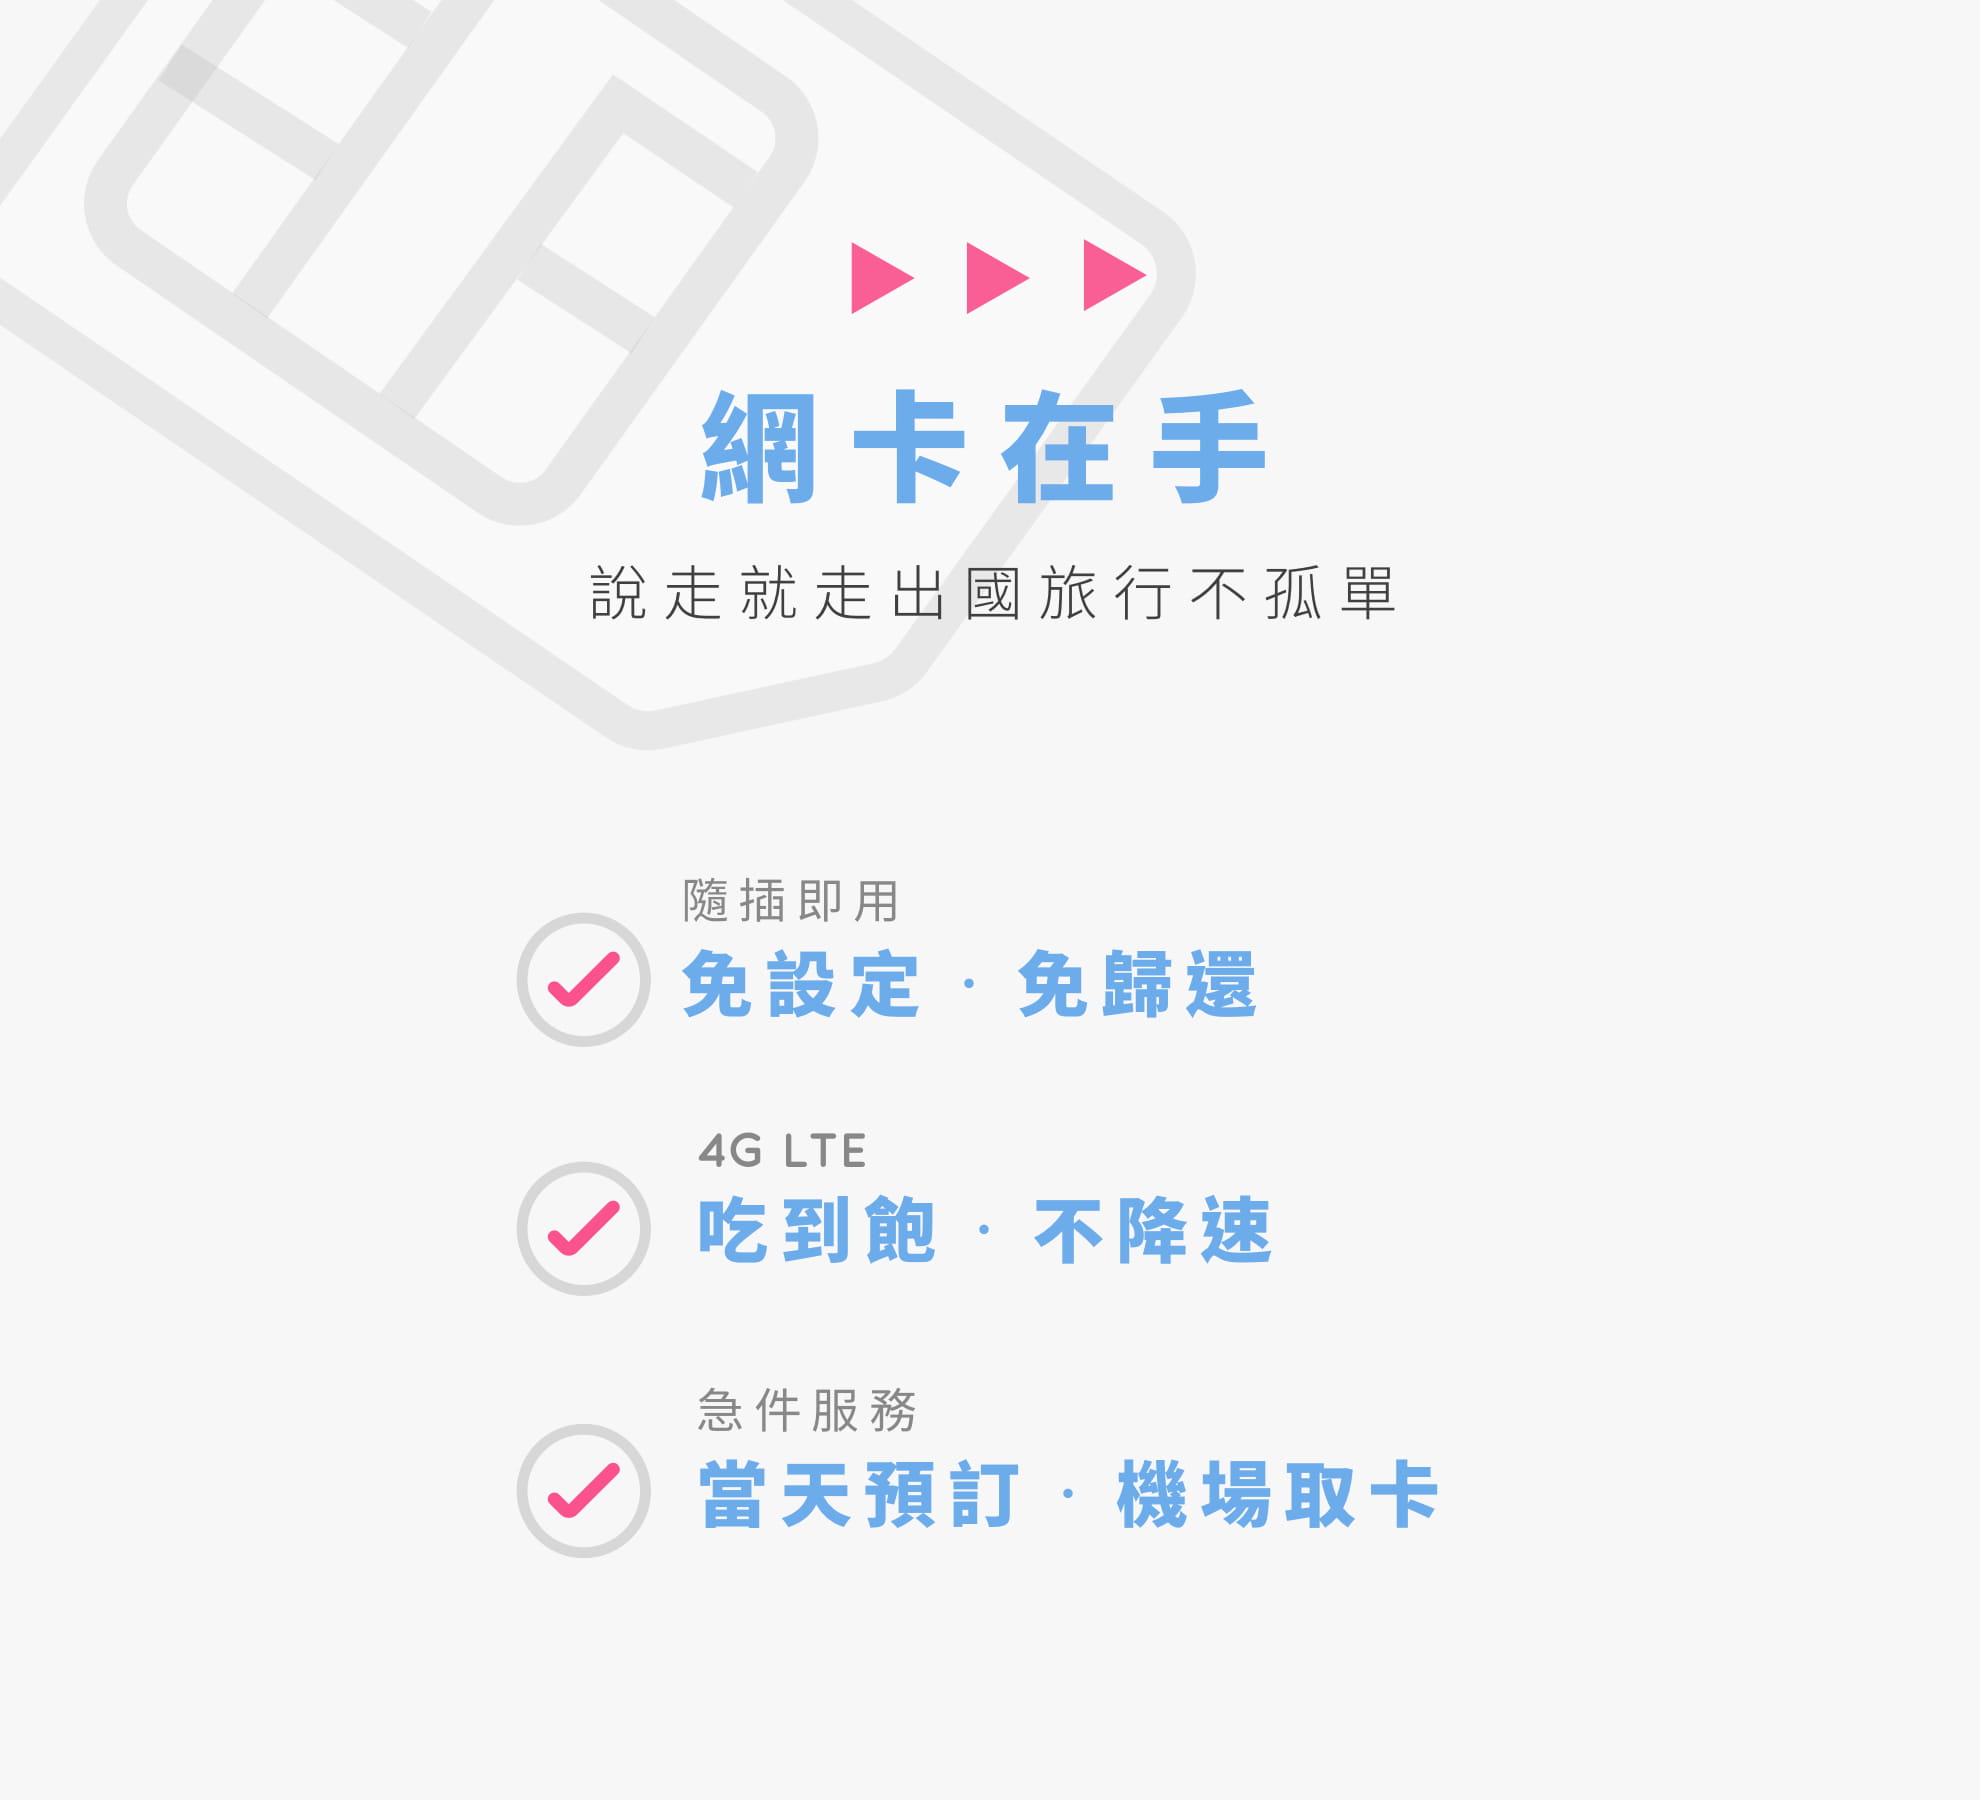 網卡在手
說走就走出國旅行不孤單
隨插即用
免設定・免歸還
4G LTE
吃到飽・不降速
急件服務
當天預訂・機場取卡